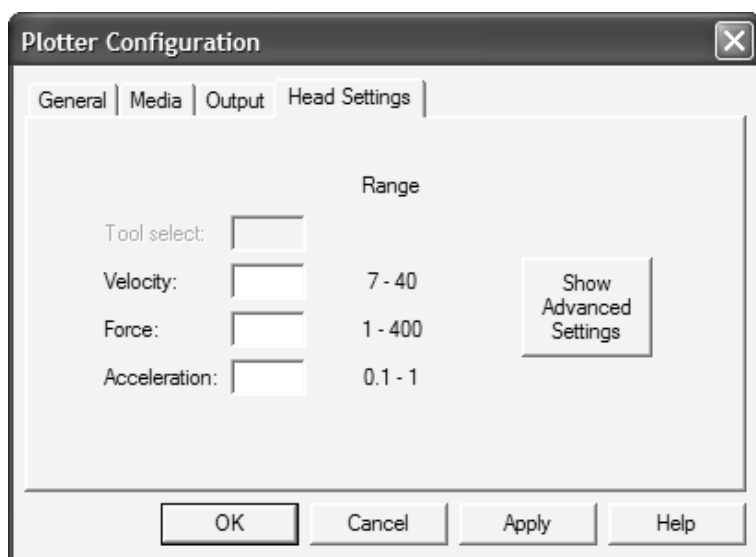 Plotter Configuration
General Media Output Head Settings
Range
Tool select:
Velocity: 7 - 40
Force: 1 - 400
Acceleration: 0.1 - 1
Show
Advanced
Settings
OK Cancel Apply Help